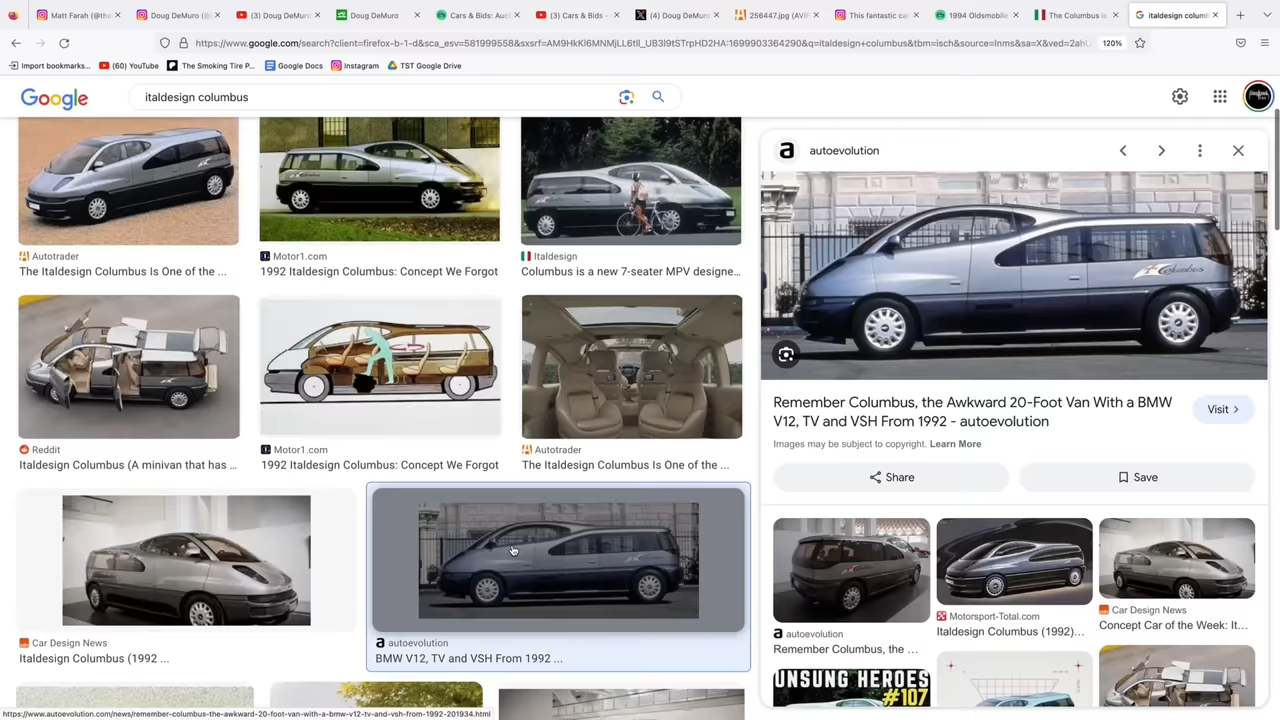 Matt Farah (@the
Doug DeMuro (@
(3) Doug DeMur
Doug DeMuro
Cars & Bids: Auc
(3) Cars & Bids -
(4) Doug DeMuro
256447.jpg (AVIF
This fantastic car
1994 Oldsmobile
The Columbus is
italdesign columb
https://www.google.com/search?client=firefox-b-1-d&sca_esv=581999558&sxsrf=AM9HkKl6MNMjLL6tlI_UB3l9tSTrpHD2HA:1699903364290&q=italdesign+columbus&tbm=isch&source=lnms&sa=X&ved=2ahU
120%
Import bookmarks...
(60) YouTube
The Smoking Tire P...
Google Docs
Instagram
TST Google Drive
Google
italdesign columbus
autoevolution
Autotrader
The Italdesign Columbus Is One of the ...
Motor1.com
1992 Italdesign Columbus: Concept We Forgot
Italdesign
Columbus is a new 7-seater MPV designe...
Columbus
Remember Columbus, the Awkward 20-Foot Van With a BMW
V12, TV and VSH From 1992 - autoevolution
Visit
Images may be subject to copyright. Learn More
Share
Save
Reddit
Italdesign Columbus (A minivan that has ...
Motor1.com
1992 Italdesign Columbus: Concept We Forgot
Autotrader
The Italdesign Columbus Is One of the ...
Car Design News
Italdesign Columbus (1992 ...
autoevolution
BMW V12, TV and VSH From 1992 ...
autoevolution
Remember Columbus, the ...
Motorsport-Total.com
Italdesign Columbus (1992)...
Car Design News
Concept Car of the Week: It...
UNSUNG HEROES
#107
https://www.autoevolution.com/news/remember-columbus-the-awkward-20-foot-van-with-a-bmw-v12-tv-and-vsh-from-1992-201934.html